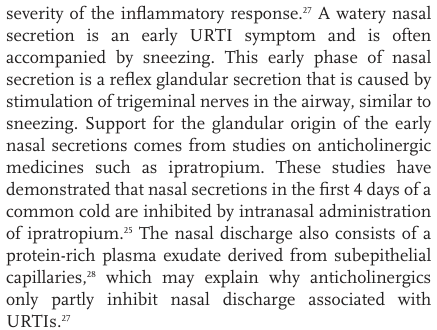 severity of the inflammatory response.²⁷ A watery nasal
secretion is an early URTI symptom and is often
accompanied by sneezing. This early phase of nasal
secretion is a reflex glandular secretion that is caused by
stimulation of trigeminal nerves in the airway, similar to
sneezing. Support for the glandular origin of the early
nasal secretions comes from studies on anticholinergic
medicines such as ipratropium. These studies have
demonstrated that nasal secretions in the first 4 days of a
common cold are inhibited by intranasal administration
of ipratropium.²⁵ The nasal discharge also consists of a
protein-rich plasma exudate derived from subepithelial
capillaries,²⁸ which may explain why anticholinergics
only partly inhibit nasal discharge associated with
URTIs.²⁷